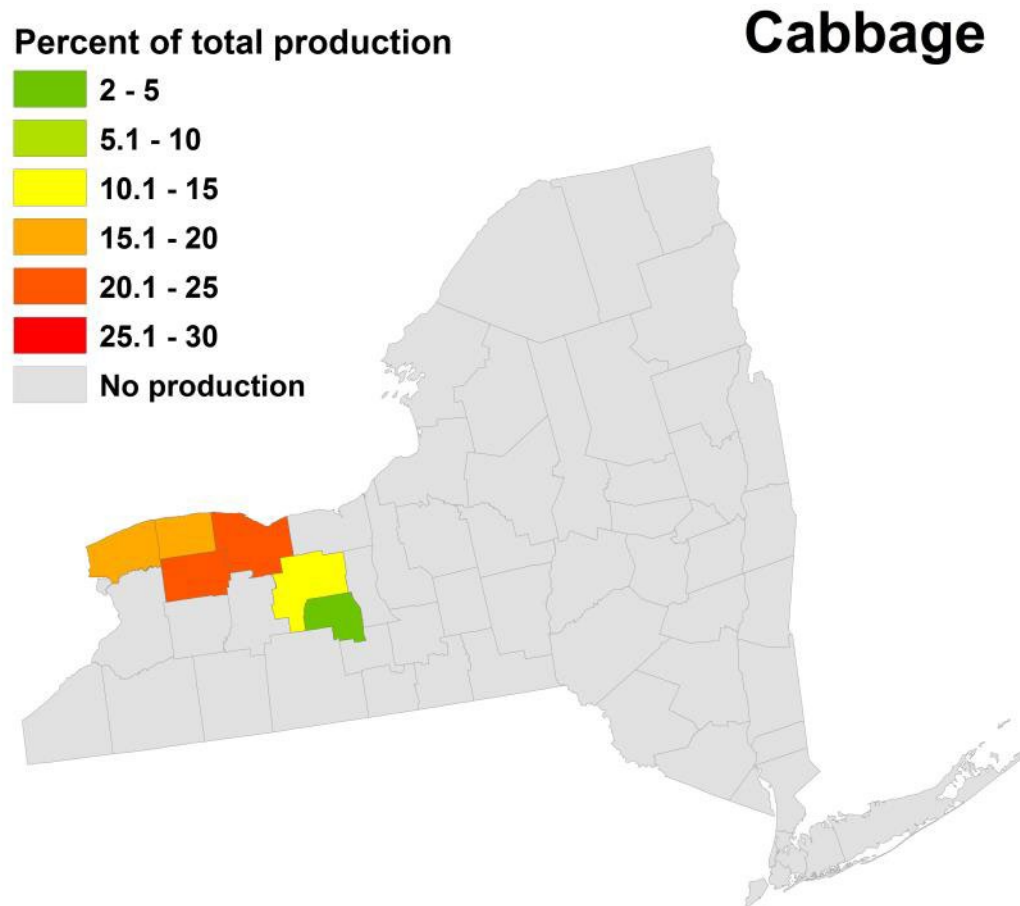 Cabbage
Percent of total production
2 - 5
5.1 - 10
10.1 - 15
15.1 - 20
20.1 - 25
25.1 - 30
No production